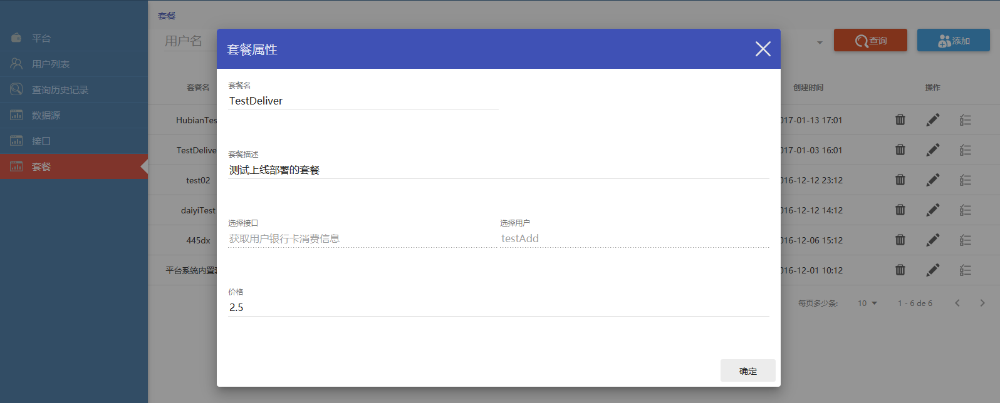 套餐
平台
用户列表
查询历史记录
数据源
接口
套餐
用户名
查询
添加
套餐名
创建时间
操作
HubianTes
017-01-13 17:01
TestDelive
017-01-03 16:01
test02
016-12-12 23:12
daiyiTest
016-12-12 14:12
445dx
016-12-06 15:12
平台系统内置
016-12-01 10:12
每页多少条:
10
1 - 6 de 6
套餐属性
套餐名
TestDeliver
套餐描述
测试上线部署的套餐
选择接口
选择用户
获取用户银行卡消费信息
testAdd
价格
2.5
确定